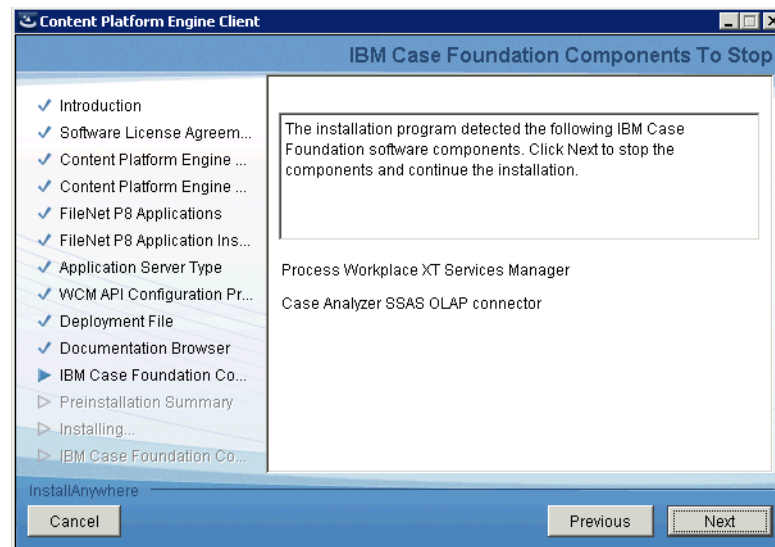 Content Platform Engine Client
IBM Case Foundation Components To Stop
Introduction
Software License Agreem...
Content Platform Engine ...
Content Platform Engine ...
FileNet P8 Applications
FileNet P8 Application Ins...
Application Server Type
WCM API Configuration Pr...
Deployment File
Documentation Browser
IBM Case Foundation Co...
Preinstallation Summary
Installing...
IBM Case Foundation Co...
The installation program detected the following IBM Case
Foundation software components. Click Next to stop the
components and continue the installation.
Process Workplace XT Services Manager
Case Analyzer SSAS OLAP connector
InstallAnywhere
Cancel
Previous
Next